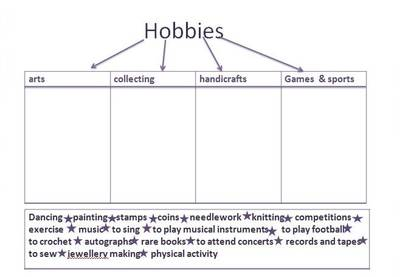 Hobbies
arts collecting handicrafts Games & sports
Dancing painting stamps coins needlework knitting competitions
exercise music to sing to play musical instruments to play football
to crochet autographs rare books to attend concerts records and tapes
to sew jewellery making physical activity